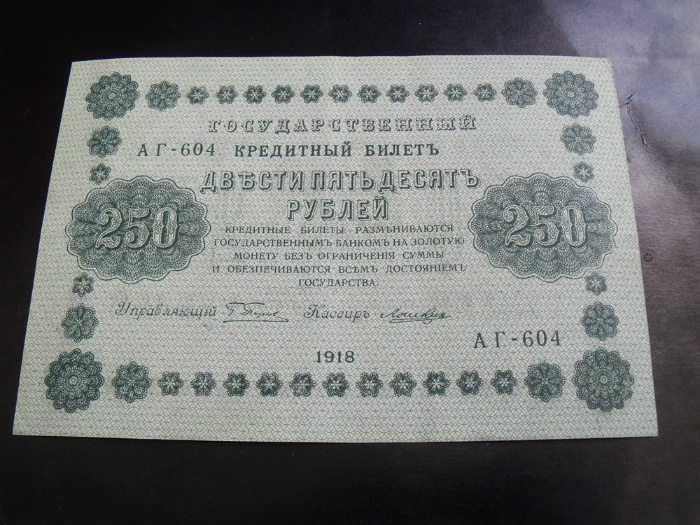 ГОСУДАРСТВЕННЫЙ
АГ-604 КРЕДИТНЫЙ БИЛЕТЪ
ДВѢСТИ ПЯТЬДЕСЯТЪ
РУБЛЕЙ
250 250
КРЕДИТНЫЕ БИЛЕТЫ РАЗМѢНИВАЮТСЯ
ГОСУДАРСТВЕННЫМЪ БАНКОМЪ НА ЗОЛОТУЮ
МОНЕТУ БЕЗЪ ОГРАНИЧЕНІЯ СУММЫ
И ОБЕЗПЕЧИВАЮТСЯ ВСѢМЪ ДОСТОЯНІЕМЪ
ГОСУДАРСТВА.
Управляющій Кассиръ
АГ-604
1918